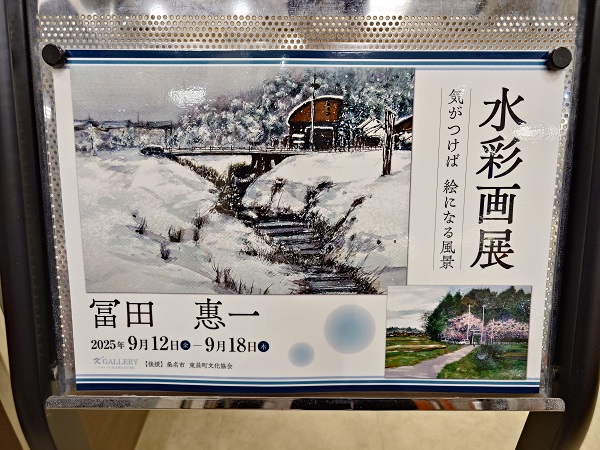 水彩画展
気がつけば 絵になる風景
冨田 惠一
2025年 9月12日金―9月18日木
GALLERY
【後援】桑名市 東員町文化協会